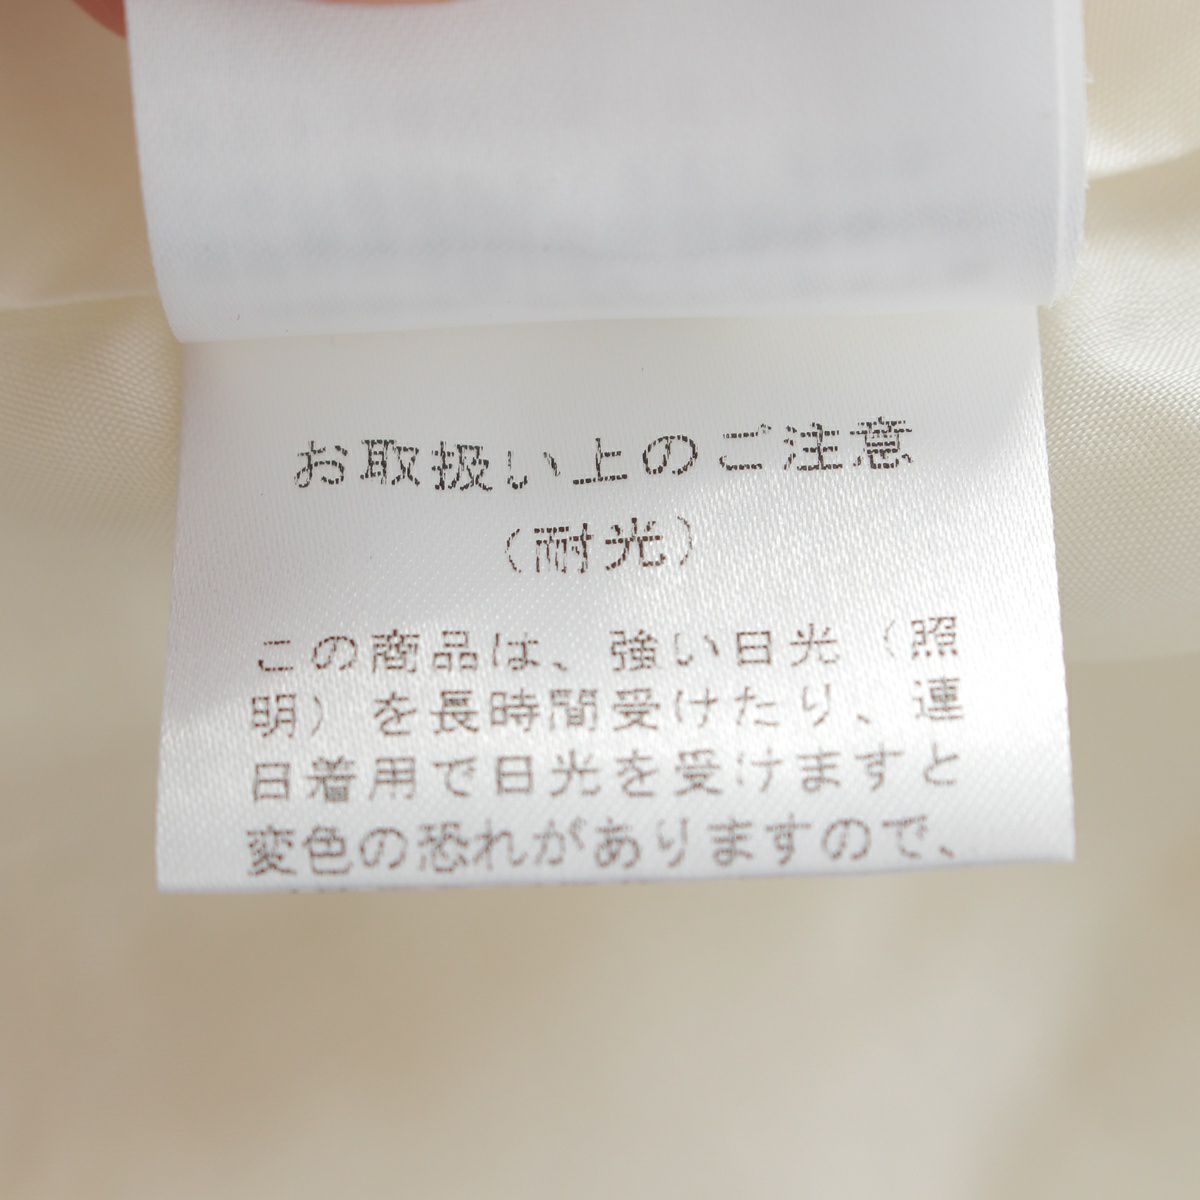 お取扱い上のご注意
（耐光）
この商品は、強い日光（照
明）を長時間受けたり、連
日着用で日光を受けますと
変色の恐れがありますので、